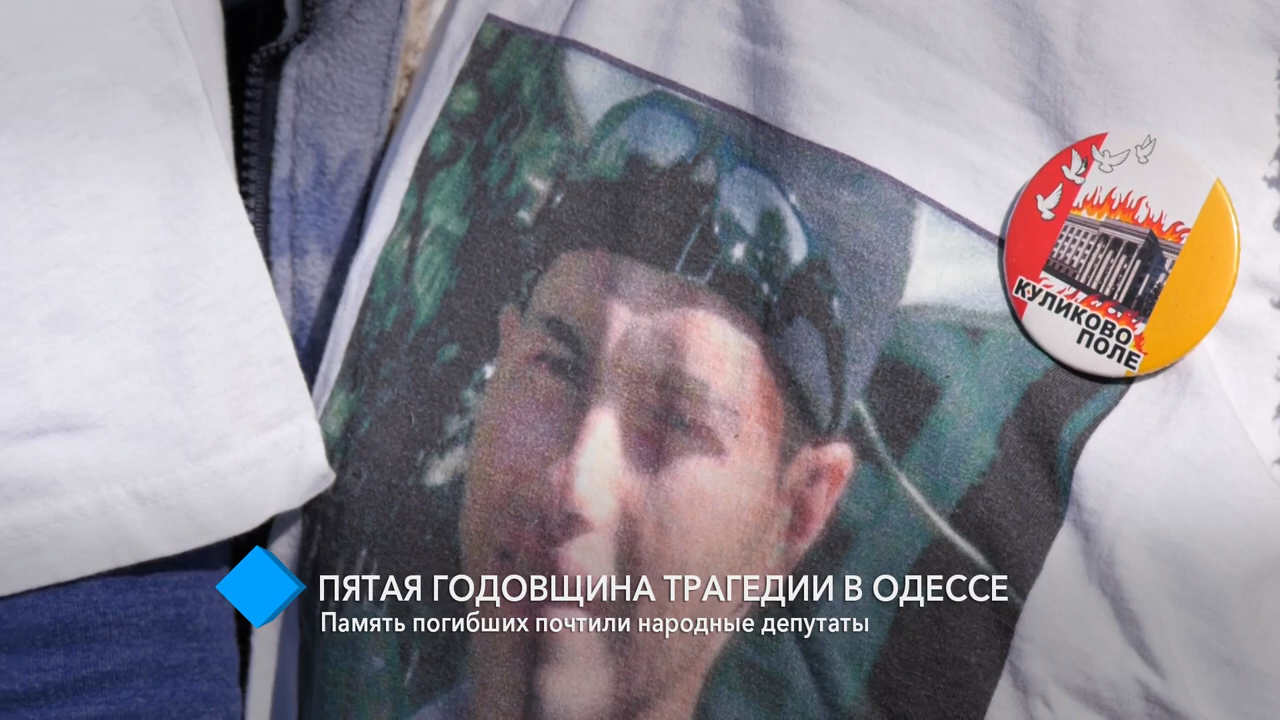 КУЛИКОВО
ПОЛЕ
ПЯТАЯ ГОДОВЩИНА ТРАГЕДИИ В ОДЕССЕ
Память погибших почтили народные депутаты